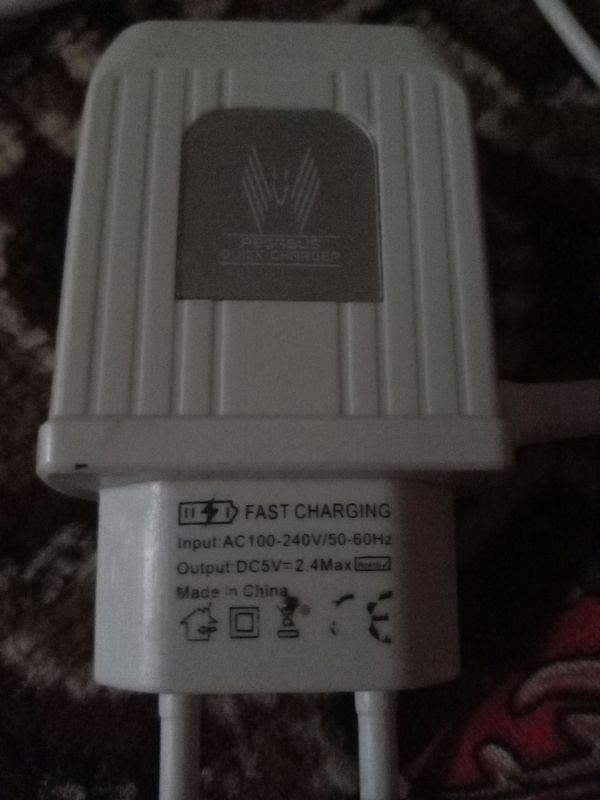 PEGASUS
QUICK CHARGER
FAST CHARGING
Input:AC100-240V/50-60Hz
Output:DC5V=2.4Max
Made in China
CE